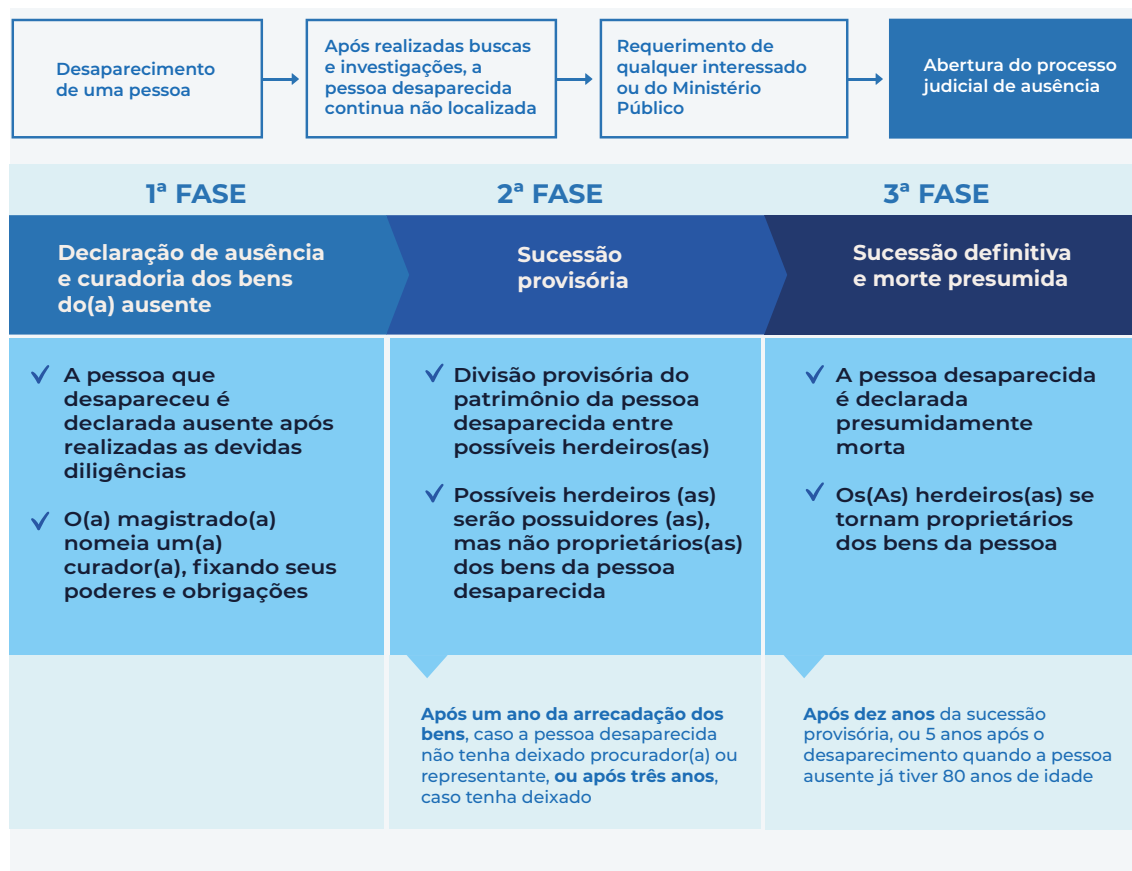 Desaparecimento
de uma pessoa
Após realizadas buscas
e investigações, a
pessoa desaparecida
continua não localizada
Requerimento de
qualquer interessado
ou do Ministério
Público
Abertura do processo
judicial de ausência
1ª FASE
2ª FASE
3ª FASE
Declaração de ausência
e curadoria dos bens
do(a) ausente
Sucessão
provisória
Sucessão definitiva
e morte presumida
A pessoa que
desapareceu é
declarada ausente após
realizadas as devidas
diligências
O(a) magistrado(a)
nomeia um(a)
curador(a), fixando seus
poderes e obrigações
Divisão provisória do
patrimônio da pessoa
desaparecida entre
possíveis herdeiros(as)
Possíveis herdeiros (as)
serão possuidores (as),
mas não proprietários(as)
dos bens da pessoa
desaparecida
A pessoa desaparecida
é declarada
presumidamente
morta
Os(As) herdeiros(as) se
tornam proprietários
dos bens da pessoa
Após um ano da arrecadação dos
bens, caso a pessoa desaparecida
não tenha deixado procurador(a) ou
representante, ou após três anos,
caso tenha deixado
Após dez anos da sucessão
provisória, ou 5 anos após o
desaparecimento quando a pessoa
ausente já tiver 80 anos de idade